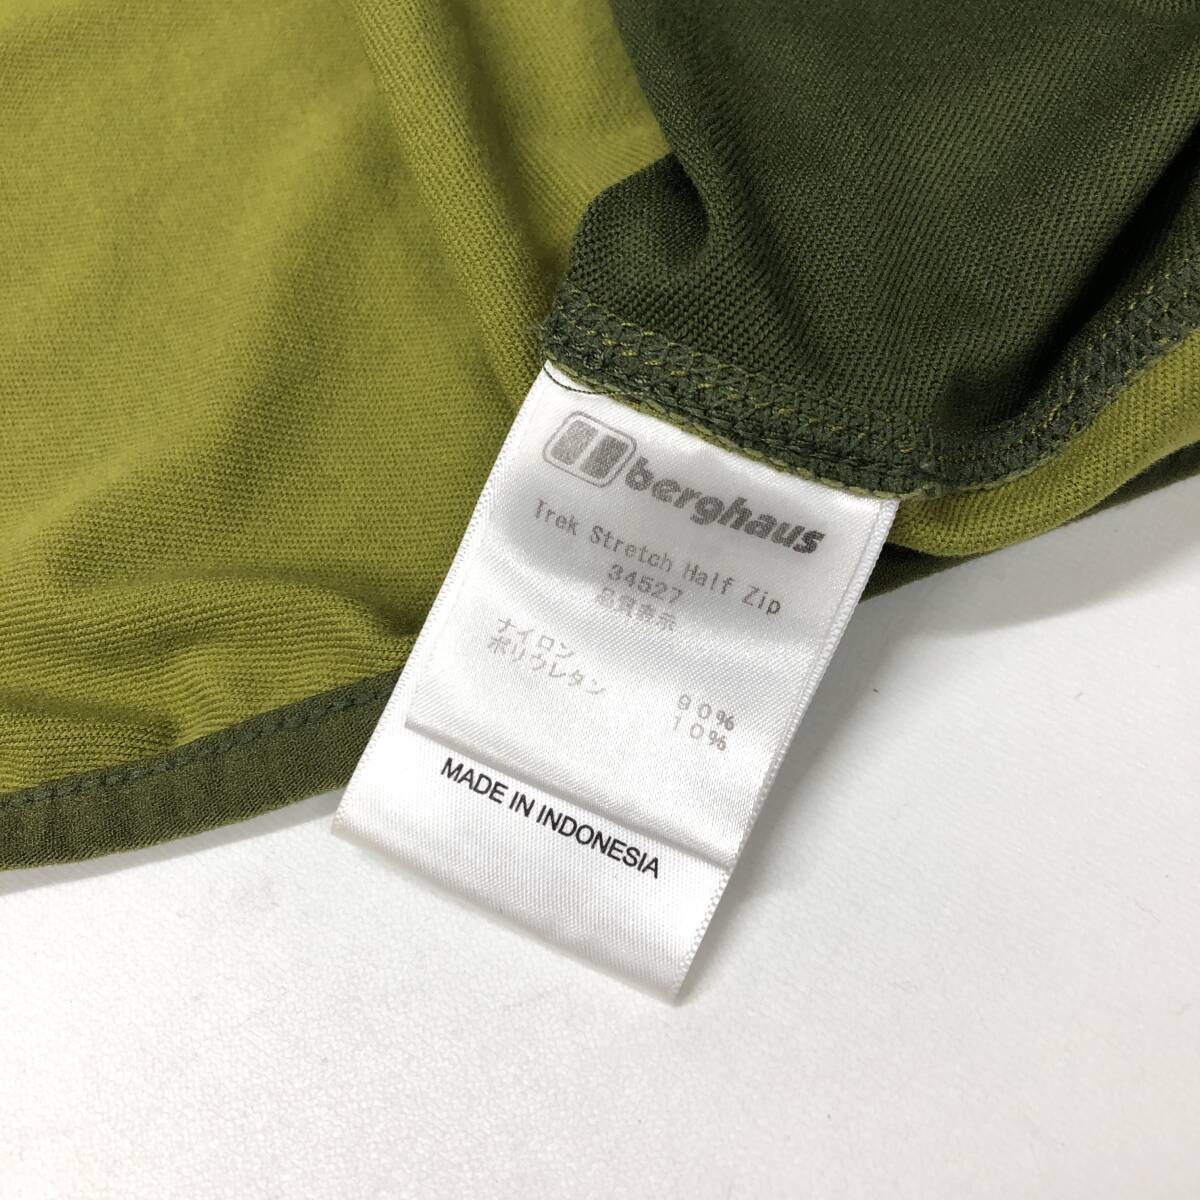 berghaus
Trek Stretch Half Zip
34527
品質表示
ナイロン 90%
ポリウレタン 10%
MADE IN INDONESIA